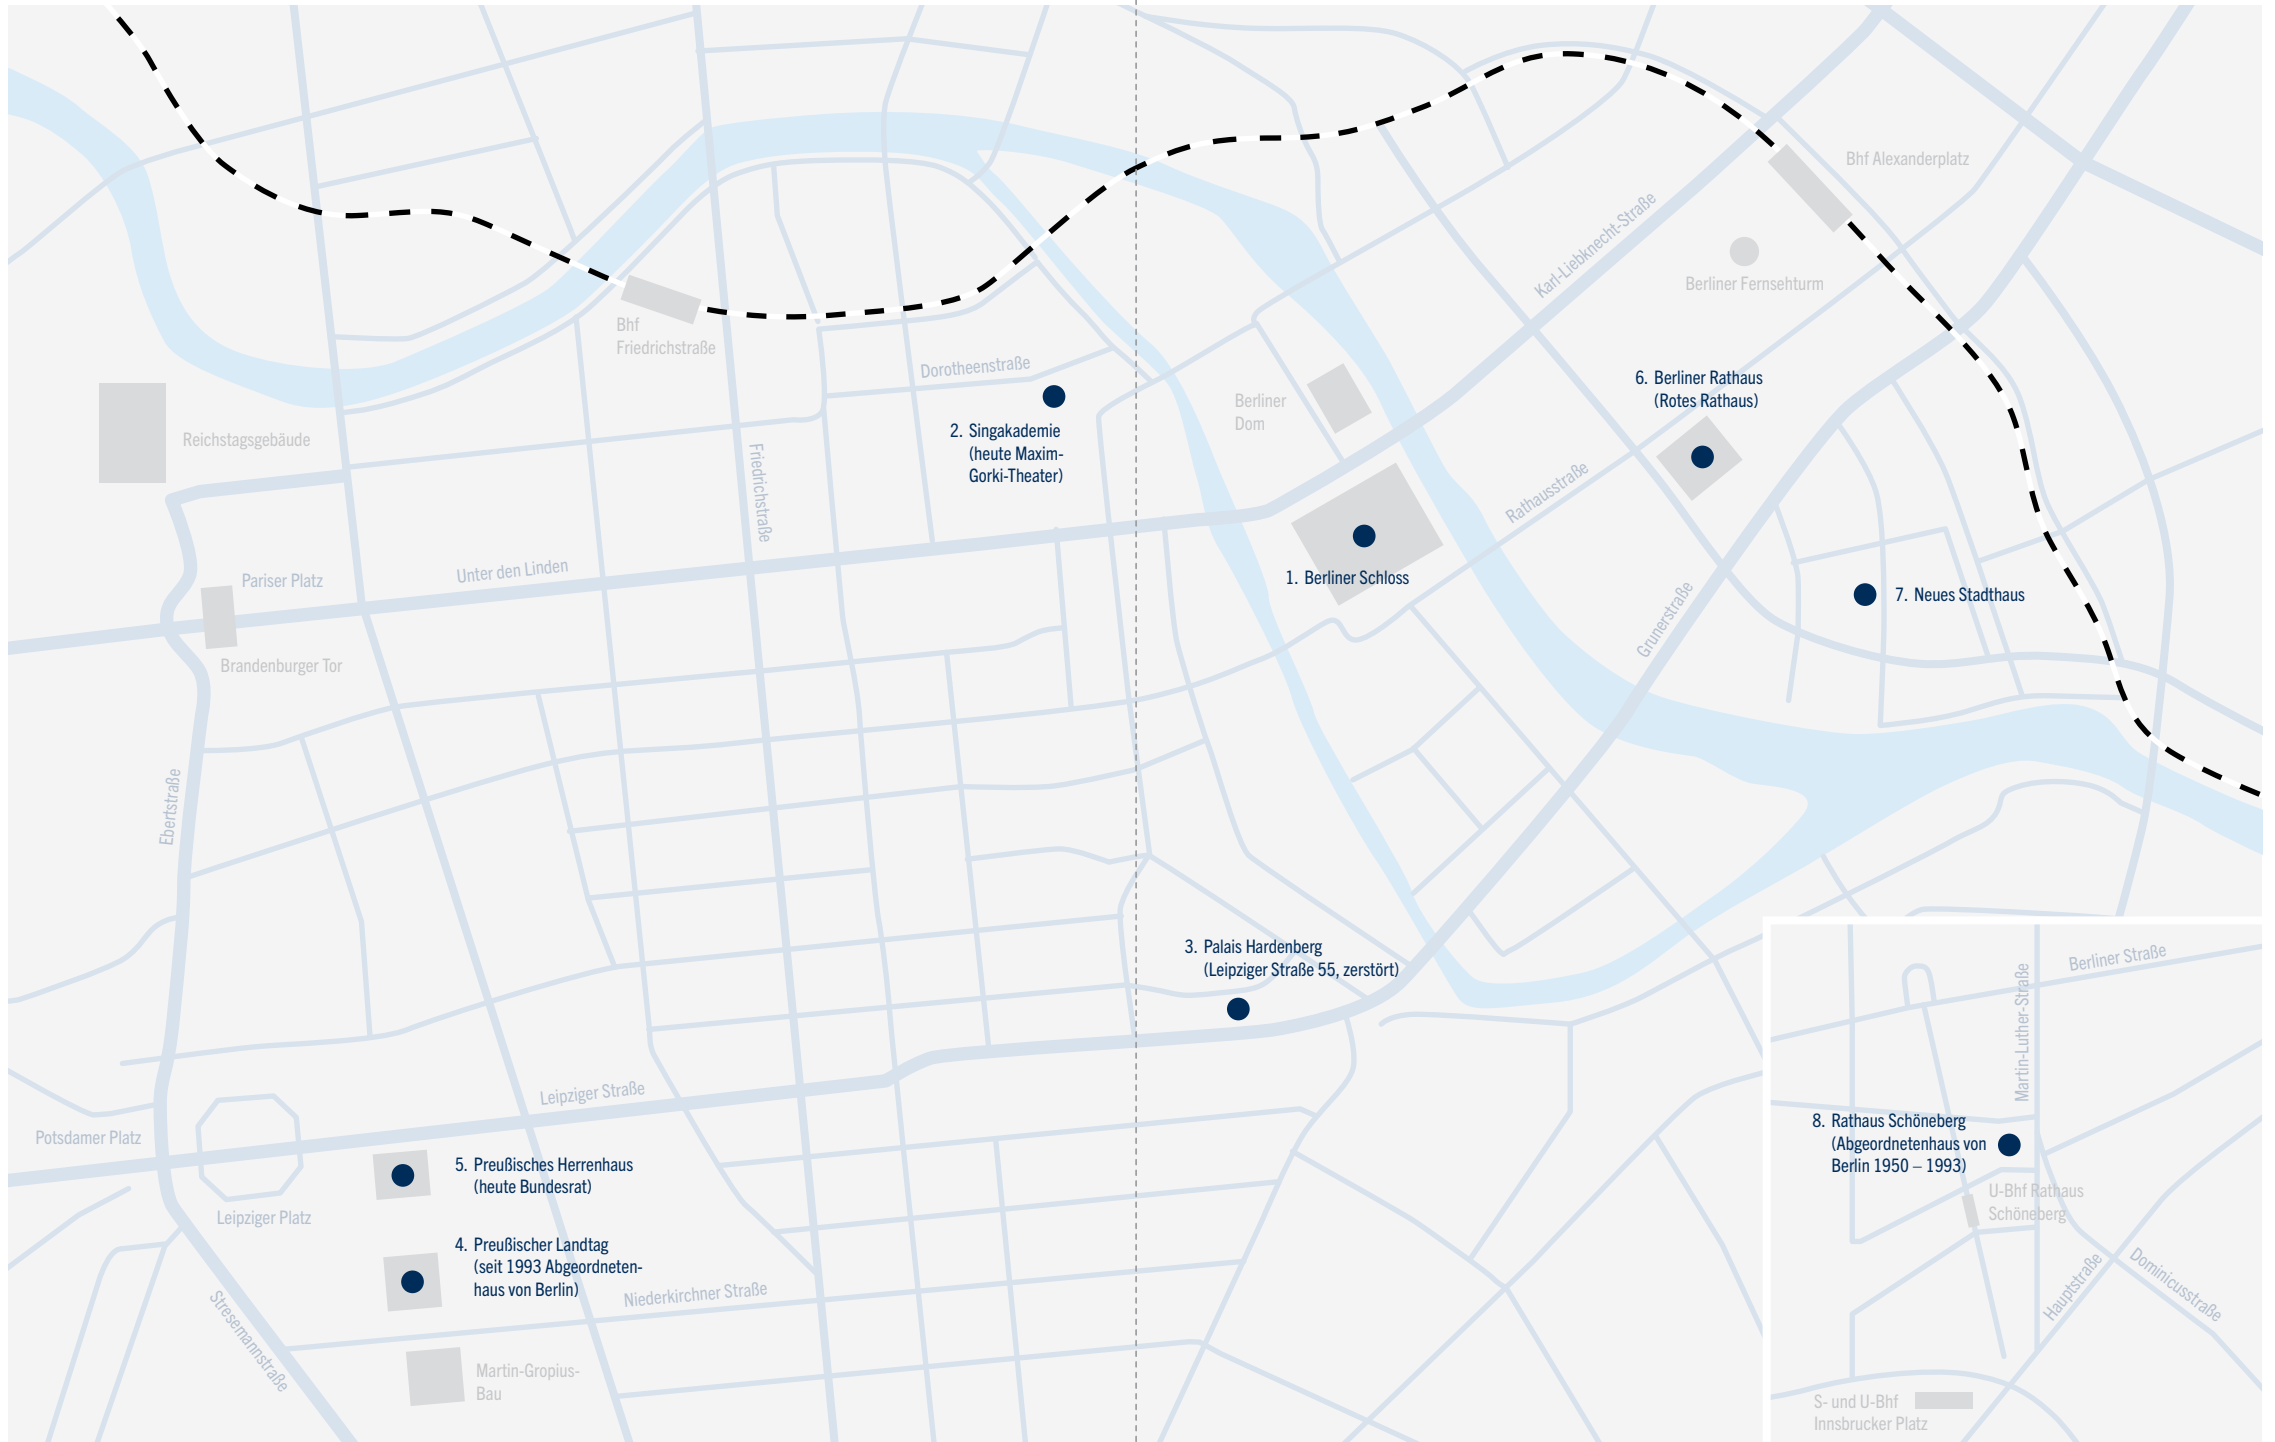 Bhf Alexanderplatz
Karl-Liebknecht-Straße
Berliner Fernsehturm
Bhf
Friedrichstraße
Dorotheenstraße
Berliner
Dom
6. Berliner Rathaus
(Rotes Rathaus)
Reichstagsgebäude
2. Singakademie
(heute Maxim-
Gorki-Theater)
Friedrichstraße
Rathausstraße
Pariser Platz
Unter den Linden
1. Berliner Schloss
7. Neues Stadthaus
Grunerstraße
Brandenburger Tor
Ebertstraße
3. Palais Hardenberg
(Leipziger Straße 55, zerstört)
Berliner Straße
Martin-Luther-Straße
Leipziger Straße
Potsdamer Platz
8. Rathaus Schöneberg
(Abgeordnetenhaus von
Berlin 1950 – 1993)
5. Preußisches Herrenhaus
(heute Bundesrat)
U-Bhf Rathaus
Schöneberg
Leipziger Platz
4. Preußischer Landtag
(seit 1993 Abgeordneten-
haus von Berlin)
Niederkirchner Straße
Hauptstraße
Dominicusstraße
Stresemannstraße
Martin-Gropius-
Bau
S- und U-Bhf
Innsbrucker Platz